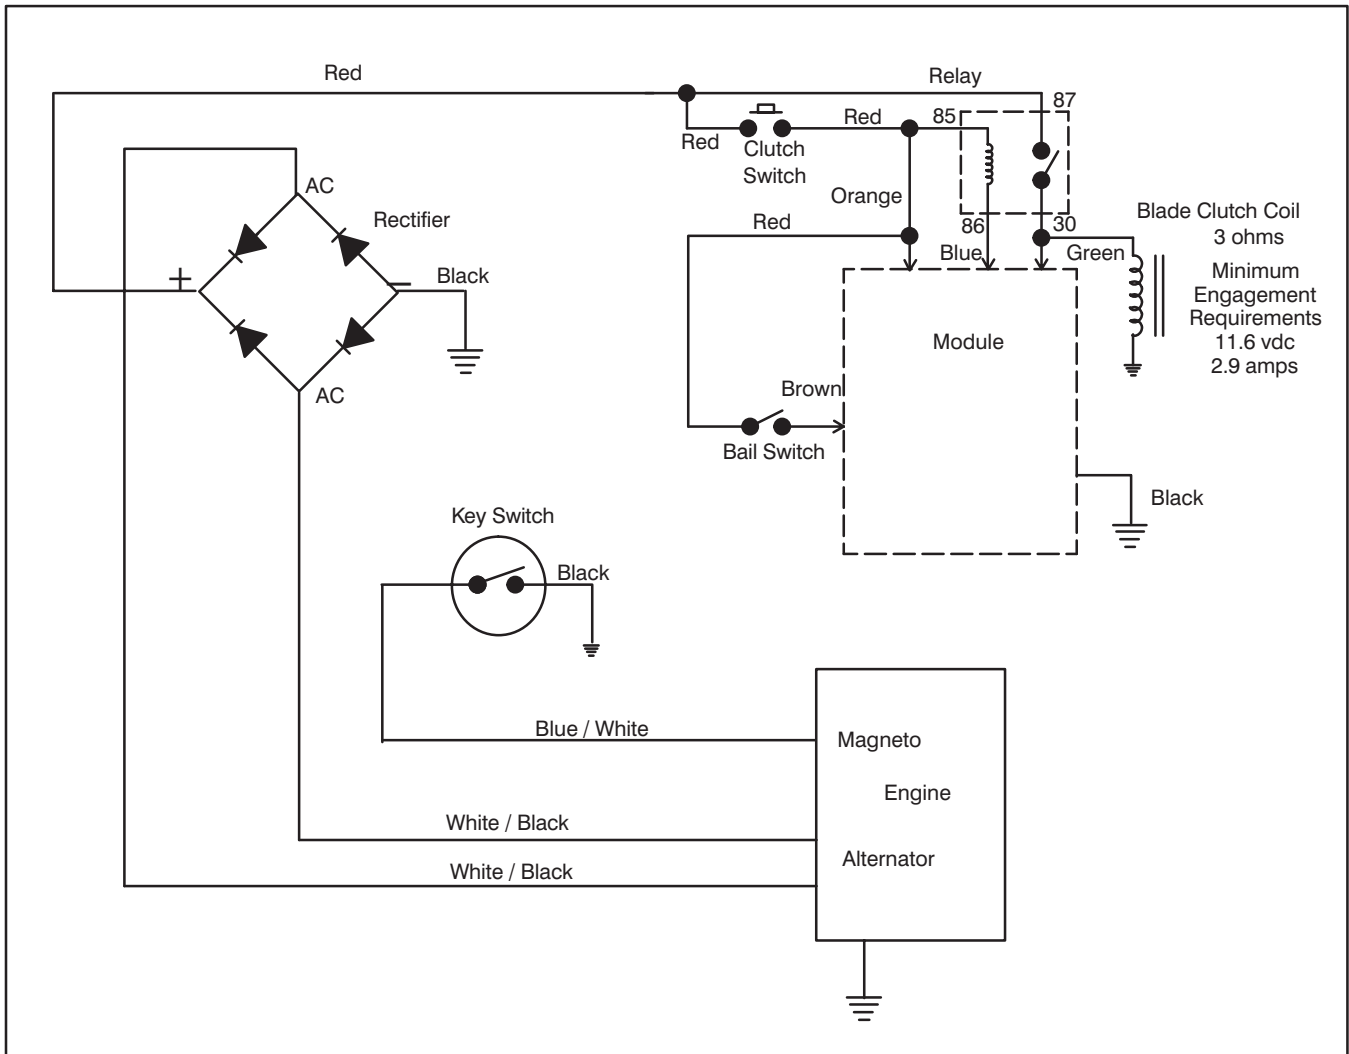 Red
Relay
87
Red
85
Red
Clutch
Switch
AC
Orange
Rectifier
Red
86
30
Blade Clutch Coil
3 ohms
Blue
Green
+
Black
−
Minimum
Engagement
Requirements
11.6 vdc
2.9 amps
Module
AC
Brown
Bail Switch
Black
Key Switch
Black
Blue / White
Magneto
Engine
White / Black
Alternator
White / Black